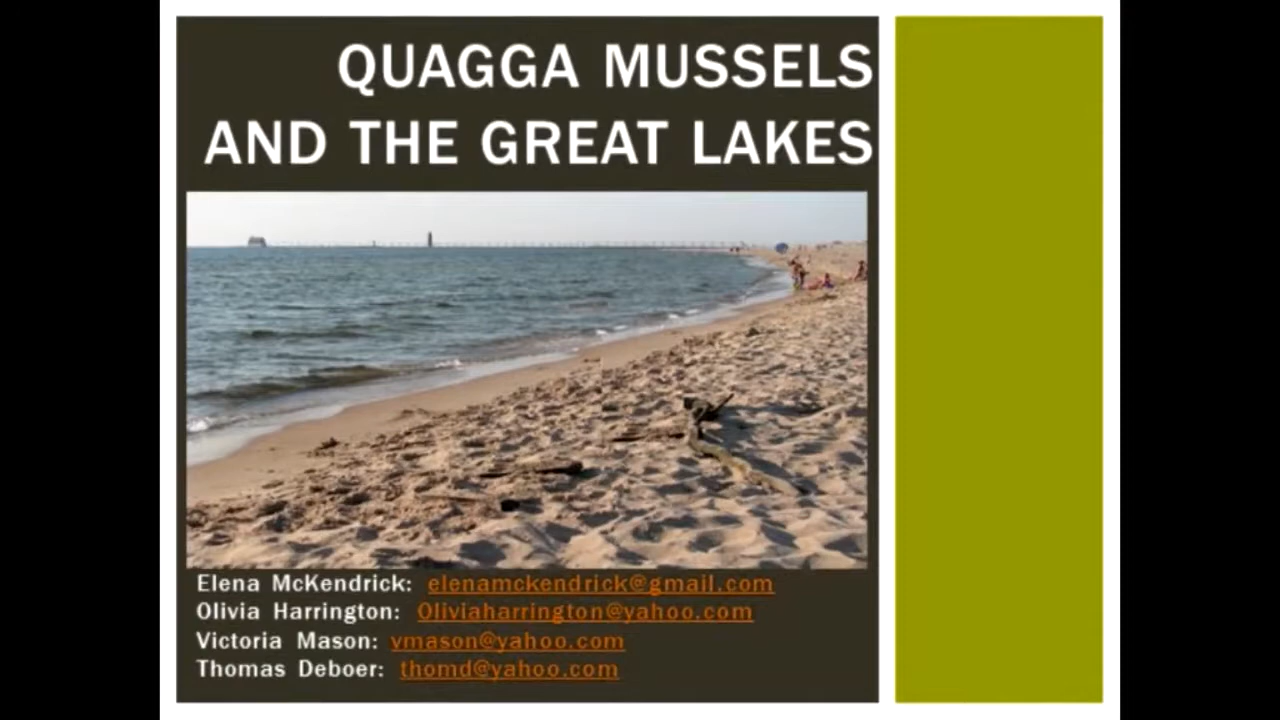 QUAGGA MUSSELS
AND THE GREAT LAKES
Elena McKendrick: elenamckendrick@gmail.com
Olivia Harrington: Oliviaharrington@yahoo.com
Victoria Mason: vmason@yahoo.com
Thomas Deboer: thomd@yahoo.com